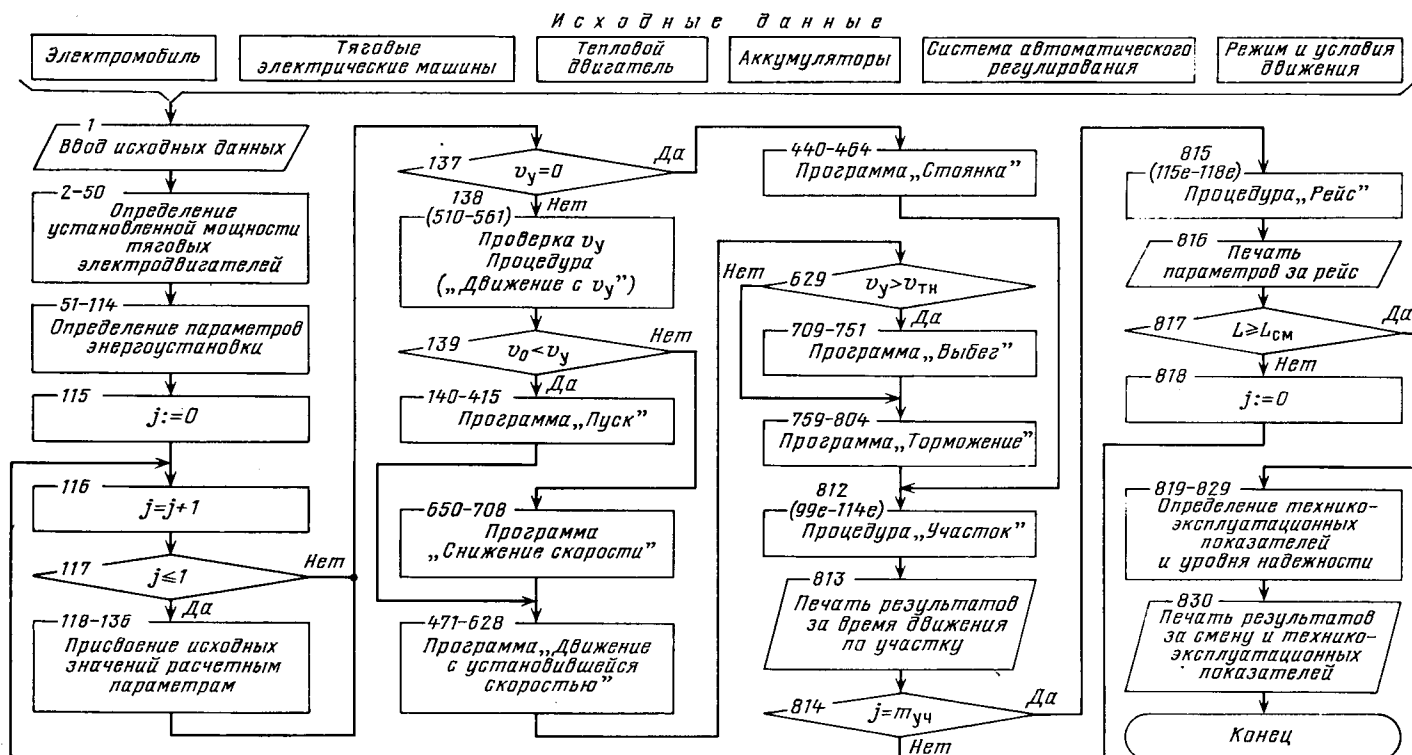 Исходные данные
Электромобиль
Тяговые
электрические машины
Тепловой
двигатель
Аккумуляторы
Система автоматического
регулирования
Режим и условия
движения
1
Ввод исходных данных
2-50
Определение
установленной мощности
тяговых
электродвигателей
51-114
Определение параметров
энергоустановки
115
j:=0
116
j=j+1
117
j≤1
Нет
Да
118-136
Присвоение исходных
значений расчетным
параметрам
137
vу=0
Да
Нет
138
(510-561)
Проверка vу
Процедура
(„Движение с vу”)
139
v0<vу
Нет
Да
140-415
Программа„Пуск”
650-708
Программа
„Снижение скорости”
471-628
Программа„Движение
с установившейся
скоростью”
440-464
Программа„Стоянка”
Нет
629
vу>vтн
Да
709-751
Программа„Выбег”
759-804
Программа„Торможение”
812
(99е-114е)
Процедура„Участок”
813
Печать результатов
за время движения
по участку
814
j=mуч
Да
Нет
815
(115е-118е)
Процедура„Рейс”
816
Печать
параметров за рейс
817
L≥Lсм
Да
Нет
818
j:=0
819-829
Определение технико-
эксплуатационных
показателей
и уровня надежности
830
Печать результатов
за смену и технико-
эксплуатационных
показателей
Конец